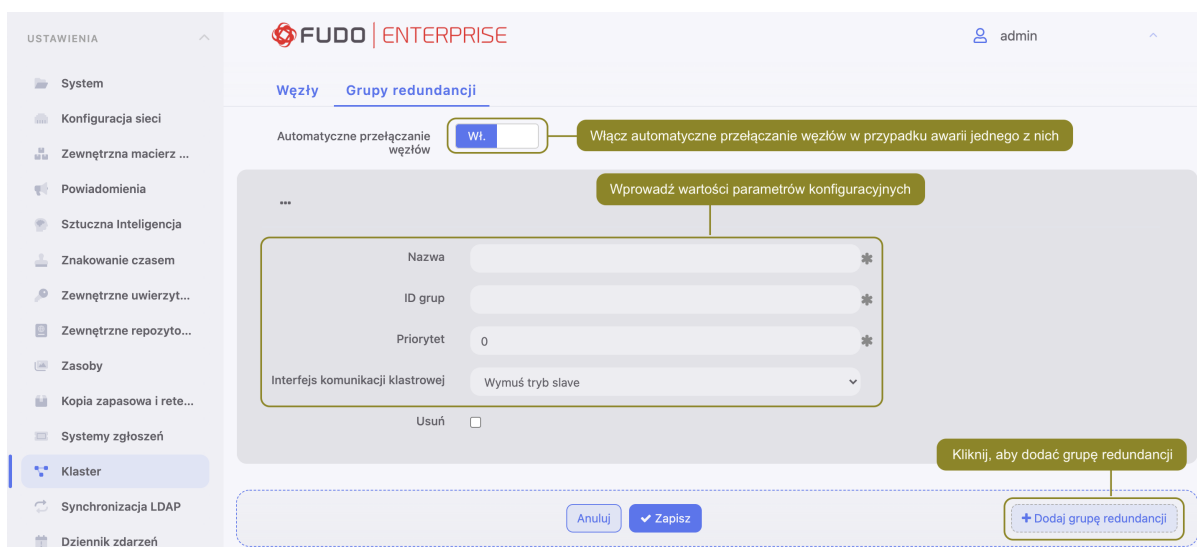 USTAWIENIA
FUDO ENTERPRISE
admin
System
Konfiguracja sieci
Zewnętrzna macierz ...
Powiadomienia
Sztuczna Inteligencja
Znakowanie czasem
Zewnętrzne uwierzyt...
Zewnętrzne repozyto...
Zasoby
Kopia zapasowa i rete...
Systemy zgłoszeń
Klaster
Synchronizacja LDAP
Dziennik zdarzeń
Węzły Grupy redundancji
Automatyczne przełączanie
węzłów
Wł.
Włącz automatyczne przełączanie węzłów w przypadku awarii jednego z nich
Wprowadź wartości parametrów konfiguracyjnych
...
Nazwa
ID grup
Priorytet 0
Interfejs komunikacji klastrowej Wymuś tryb slave
Usuń
Kliknij, aby dodać grupę redundancji
Anuluj Zapisz + Dodaj grupę redundancji